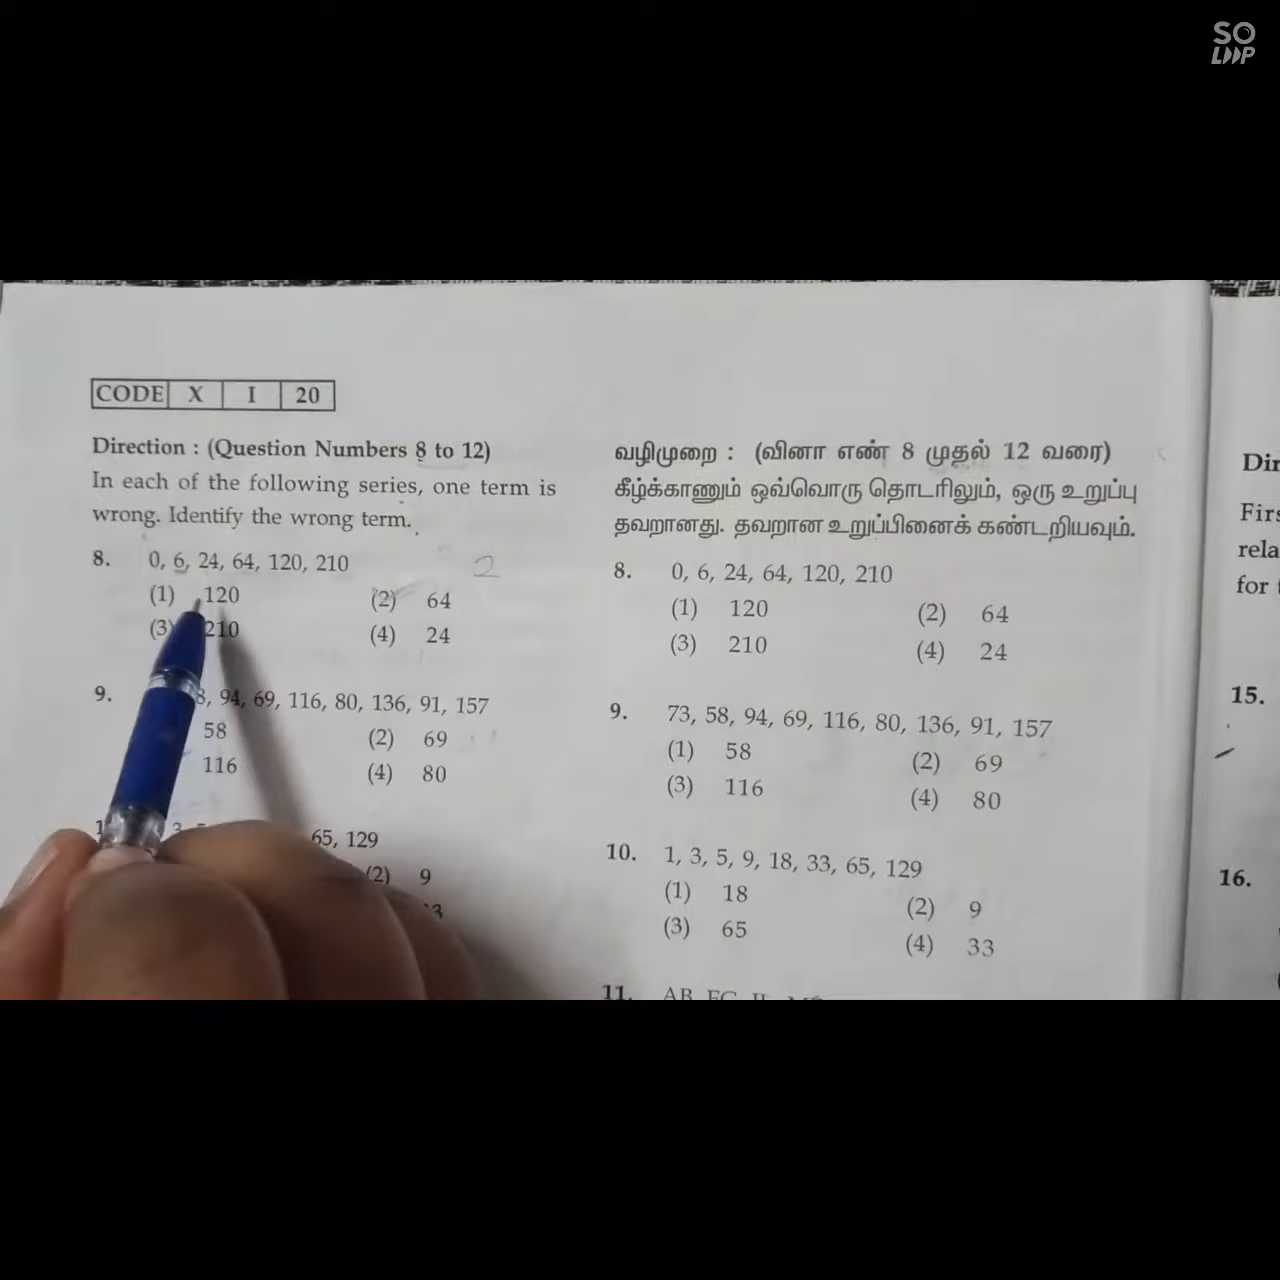 SO
LOOP
CODE X I 20
Direction : (Question Numbers 8 to 12)
In each of the following series, one term is
wrong. Identify the wrong term.
8. 0, 6, 24, 64, 120, 210
2
(1) 120 (2) 64
(3) 210 (4) 24
9. 94, 69, 116, 80, 136, 91, 157
58 (2) 69
116 (4) 80
65, 129
(2) 9
வழிமுறை : (வினா எண் 8 முதல் 12 வரை)
கீழ்க்காணும் ஒவ்வொரு தொடரிலும், ஒரு உறுப்பு
தவறானது. தவறான உறுப்பினைக் கண்டறியவும்.
8. 0, 6, 24, 64, 120, 210
(1) 120 (2) 64
(3) 210 (4) 24
9. 73, 58, 94, 69, 116, 80, 136, 91, 157
(1) 58 (2) 69
(3) 116 (4) 80
10. 1, 3, 5, 9, 18, 33, 65, 129
(1) 18 (2) 9
(3) 65 (4) 33
11.
Dir
Firs
rela
for
15.
16.